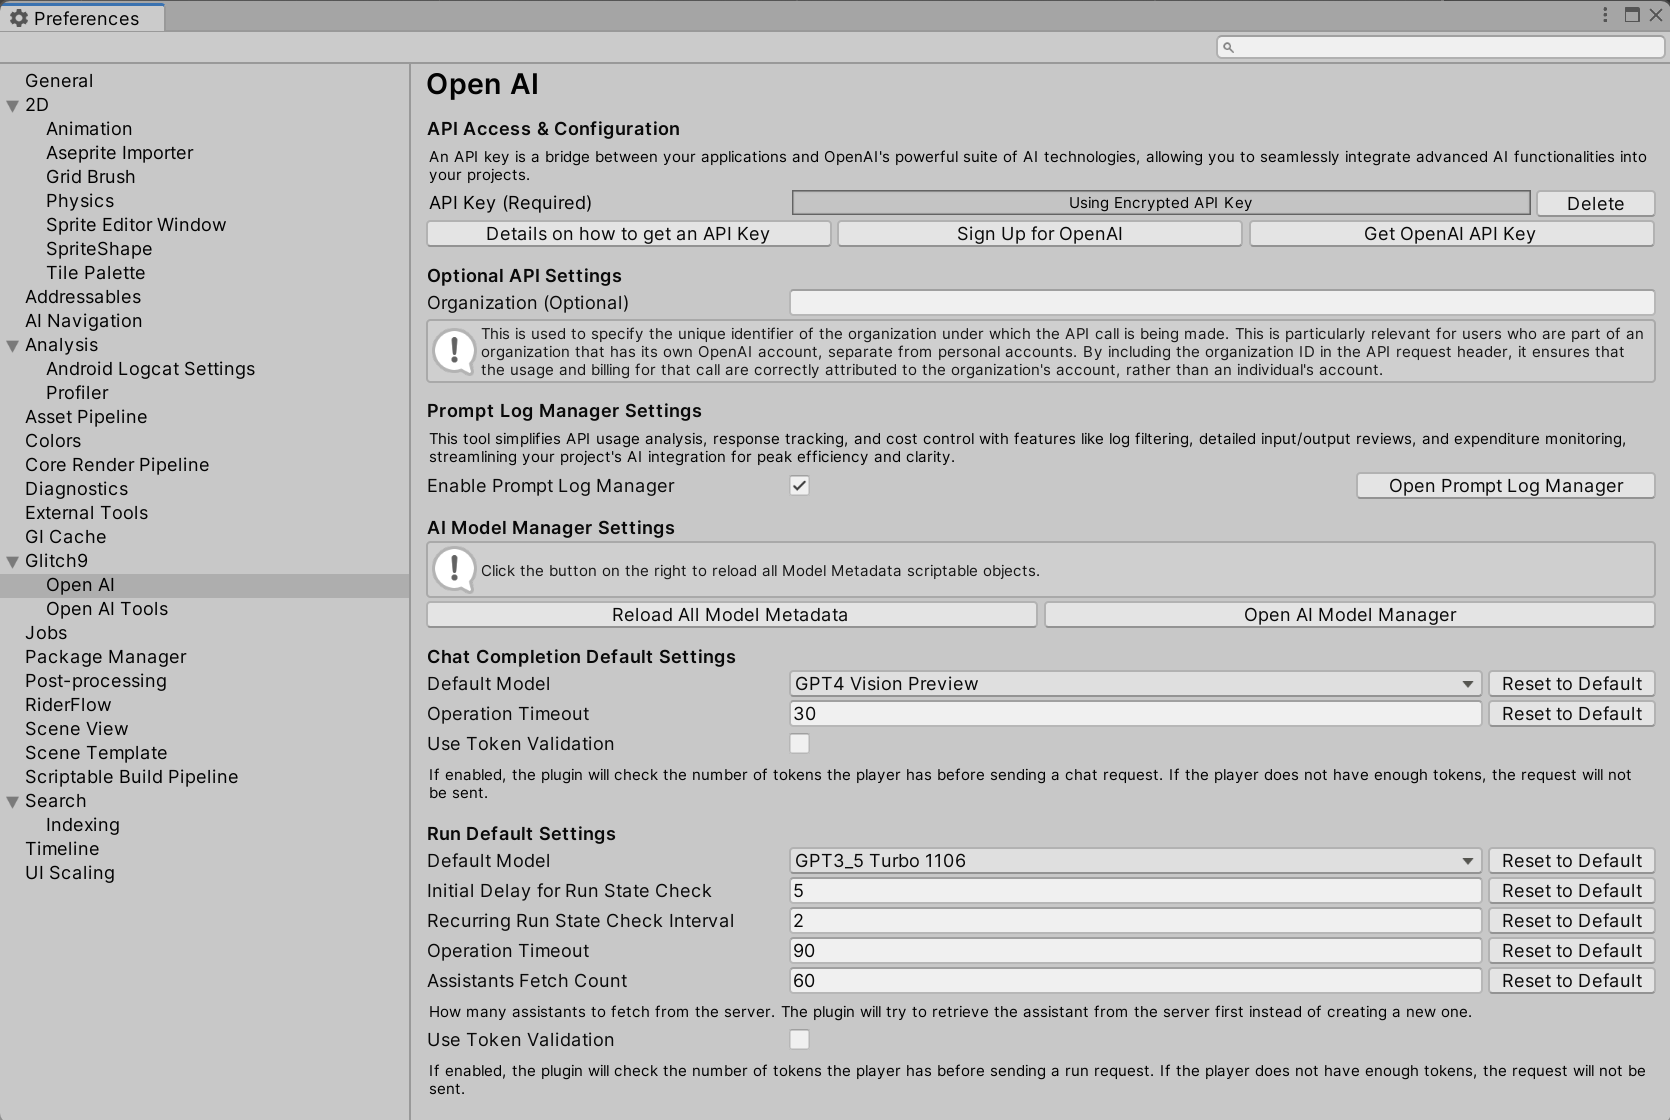 Preferences
General
2D
Animation
Aseprite Importer
Grid Brush
Physics
Sprite Editor Window
SpriteShape
Tile Palette
Addressables
AI Navigation
Analysis
Android Logcat Settings
Profiler
Asset Pipeline
Colors
Core Render Pipeline
Diagnostics
External Tools
GI Cache
Glitch9
Open AI
Open AI Tools
Jobs
Package Manager
Post-processing
RiderFlow
Scene View
Scene Template
Scriptable Build Pipeline
Search
Indexing
Timeline
UI Scaling
Open AI
API Access & Configuration
An API key is a bridge between your applications and OpenAI's powerful suite of AI technologies, allowing you to seamlessly integrate advanced AI functionalities into
your projects.
API Key (Required) Using Encrypted API Key Delete
Details on how to get an API Key Sign Up for OpenAI Get OpenAI API Key
Optional API Settings
Organization (Optional)
This is used to specify the unique identifier of the organization under which the API call is being made. This is particularly relevant for users who are part of an
organization that has its own OpenAI account, separate from personal accounts. By including the organization ID in the API request header, it ensures that
the usage and billing for that call are correctly attributed to the organization's account, rather than an individual's account.
Prompt Log Manager Settings
This tool simplifies API usage analysis, response tracking, and cost control with features like log filtering, detailed input/output reviews, and expenditure monitoring,
streamlining your project's AI integration for peak efficiency and clarity.
Enable Prompt Log Manager Open Prompt Log Manager
AI Model Manager Settings
Click the button on the right to reload all Model Metadata scriptable objects.
Reload All Model Metadata Open AI Model Manager
Chat Completion Default Settings
Default Model GPT4 Vision Preview Reset to Default
Operation Timeout 30 Reset to Default
Use Token Validation
If enabled, the plugin will check the number of tokens the player has before sending a chat request. If the player does not have enough tokens, the request will not
be sent.
Run Default Settings
Default Model GPT3_5 Turbo 1106 Reset to Default
Initial Delay for Run State Check 5 Reset to Default
Recurring Run State Check Interval 2 Reset to Default
Operation Timeout 90 Reset to Default
Assistants Fetch Count 60 Reset to Default
How many assistants to fetch from the server. The plugin will try to retrieve the assistant from the server first instead of creating a new one.
Use Token Validation
If enabled, the plugin will check the number of tokens the player has before sending a run request. If the player does not have enough tokens, the request will not be
sent.